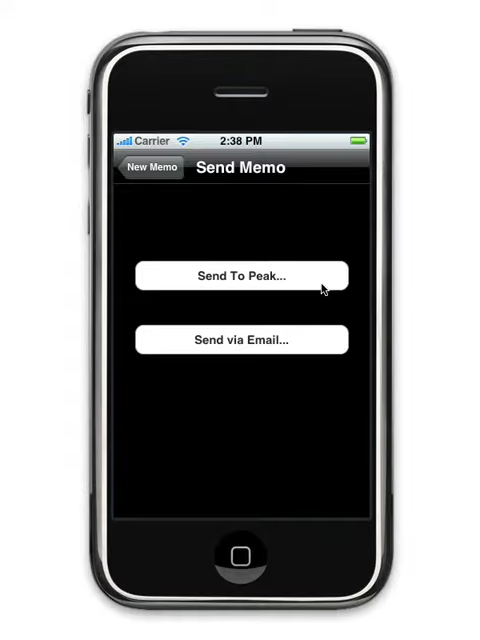 Carrier 2:38 PM
New Memo Send Memo
Send To Peak...
Send via Email...